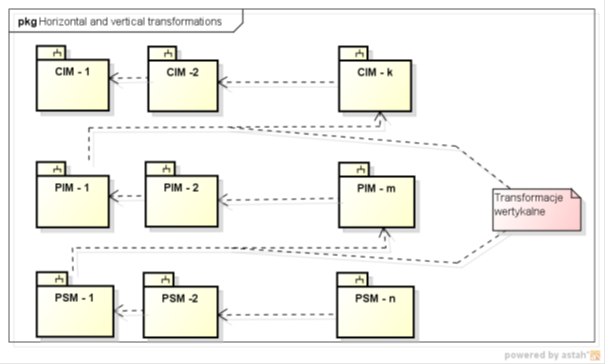 pkg Horizontal and vertical transformations
CIM - 1
CIM -2
CIM - k
PIM - 1
PIM - 2
PIM - m
Transformacje
wertykalne
PSM - 1
PSM -2
PSM - n
powered by astah*